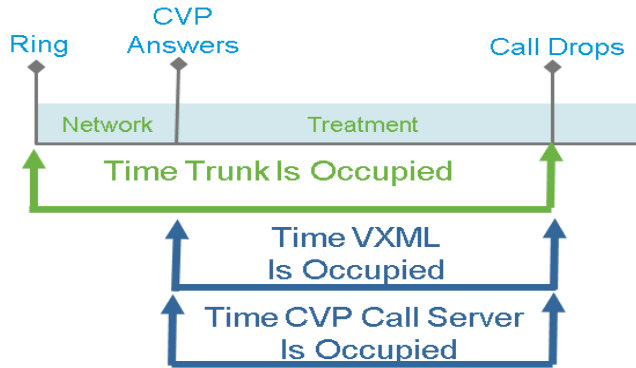 Ring
CVP
Answers
Call Drops
Network
Treatment
Time Trunk Is Occupied
Time VXML
Is Occupied
Time CVP Call Server
Is Occupied